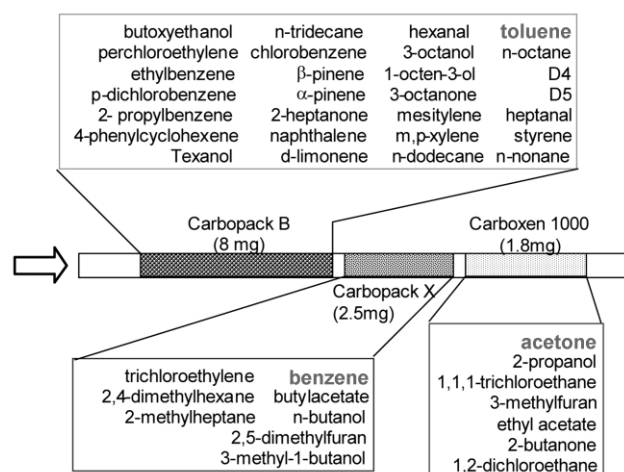 butoxyethanol n-tridecane hexanal toluene
perchloroethylene chlorobenzene 3-octanol n-octane
ethylbenzene β-pinene 1-octen-3-ol D4
p-dichlorobenzene α-pinene 3-octanone D5
2- propylbenzene 2-heptanone mesitylene heptanal
4-phenylcyclohexene naphthalene m,p-xylene styrene
Texanol d-limonene n-dodecane n-nonane
Carbopack B
(8 mg)
Carboxen 1000
(1.8mg)
Carbopack X
(2.5mg)
trichloroethylene benzene
2,4-dimethylhexane butylacetate
2-methylheptane n-butanol
2,5-dimethylfuran
3-methyl-1-butanol
acetone
2-propanol
1,1,1-trichloroethane
3-methylfuran
ethyl acetate
2-butanone
1,2-dichloroethane